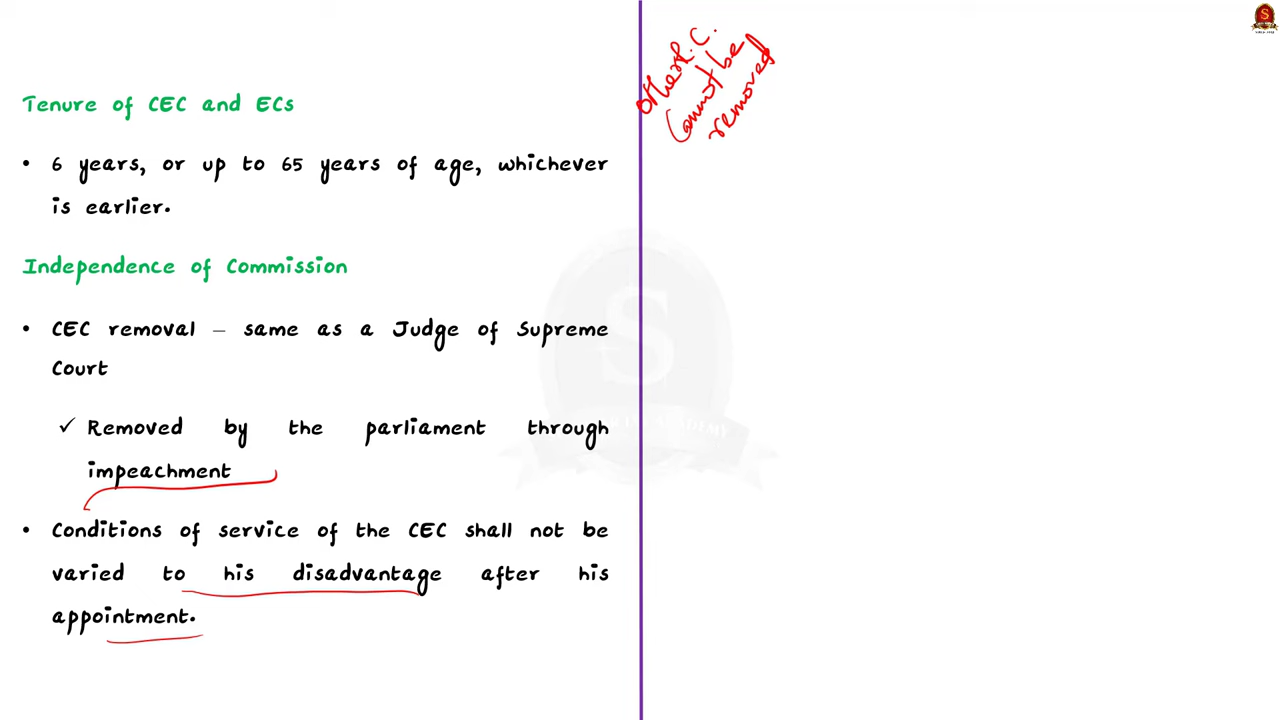 Tenure of CEC and ECs
• 6 years, or up to 65 years of age, whichever
is earlier.
Independence of Commission
• CEC removal – same as a Judge of Supreme
Court
✓ Removed by the parliament through
impeachment
• Conditions of service of the CEC shall not be
varied to his disadvantage after his
appointment.
cannot be
removed
S